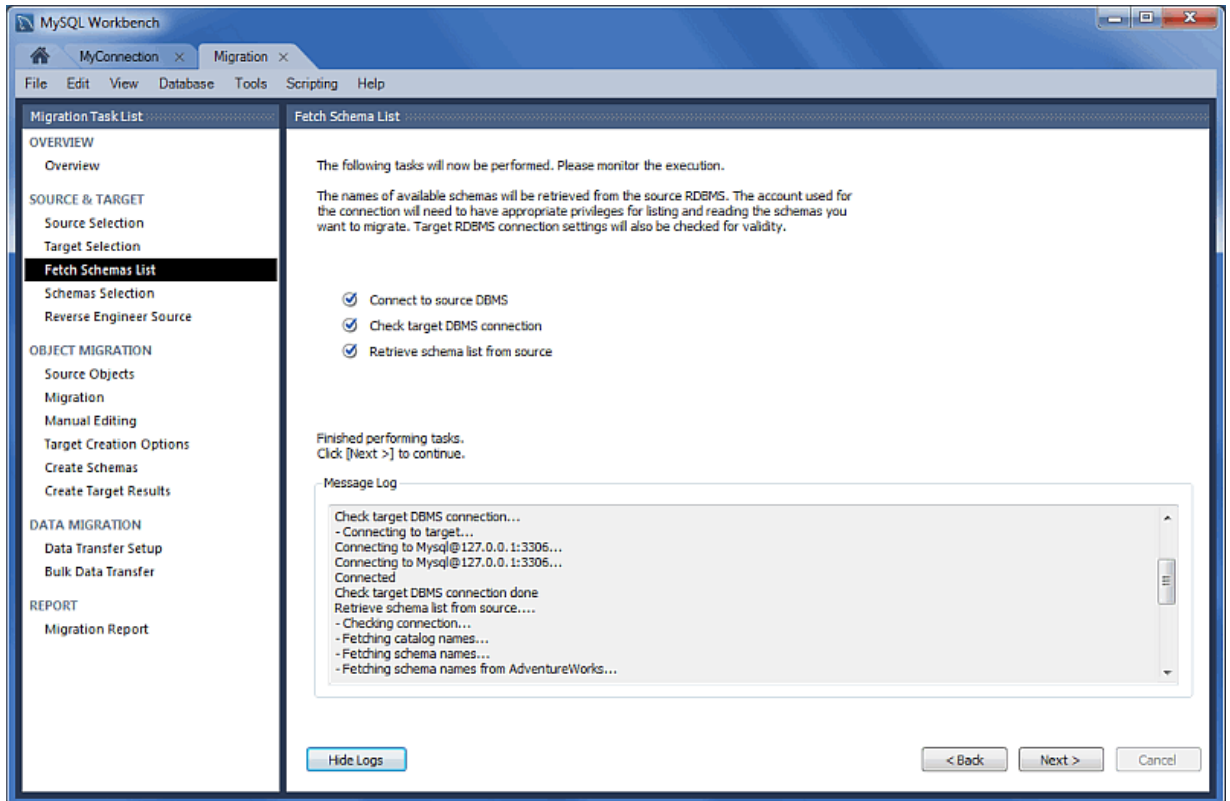 MySQL Workbench
MyConnection
Migration
File Edit View Database Tools Scripting Help
Migration Task List
OVERVIEW
Overview
SOURCE & TARGET
Source Selection
Target Selection
Fetch Schemas List
Schemas Selection
Reverse Engineer Source
OBJECT MIGRATION
Source Objects
Migration
Manual Editing
Target Creation Options
Create Schemas
Create Target Results
DATA MIGRATION
Data Transfer Setup
Bulk Data Transfer
REPORT
Migration Report
Fetch Schema List
The following tasks will now be performed. Please monitor the execution.
The names of available schemas will be retrieved from the source RDBMS. The account used for
the connection will need to have appropriate privileges for listing and reading the schemas you
want to migrate. Target RDBMS connection settings will also be checked for validity.
Connect to source DBMS
Check target DBMS connection
Retrieve schema list from source
Finished performing tasks.
Click [Next >] to continue.
Message Log
Check target DBMS connection...
- Connecting to target...
Connecting to Mysql@127.0.0.1:3306...
Connecting to Mysql@127.0.0.1:3306...
Connected
Check target DBMS connection done
Retrieve schema list from source....
- Checking connection...
- Fetching catalog names...
- Fetching schema names...
- Fetching schema names from AdventureWorks...
Hide Logs
< Back
Next >
Cancel